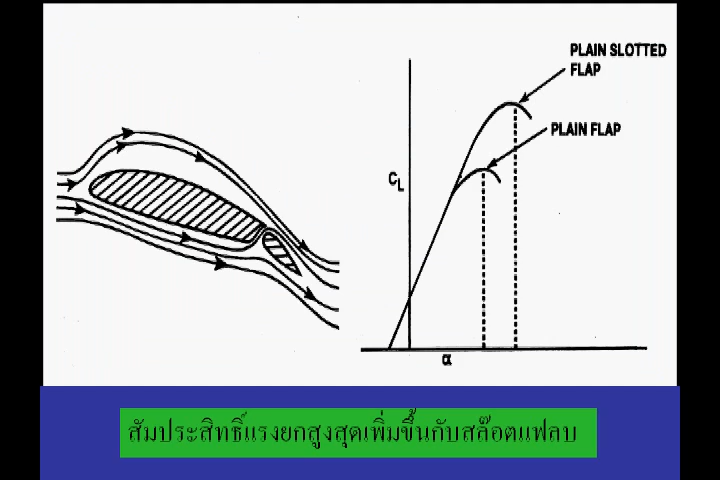 PLAIN SLOTTED
FLAP
PLAIN FLAP
CL
α
สัมประสิทธิ์แรงยกสูงสุดเพิ่มขึ้นกับสล๊อตแฟลบ